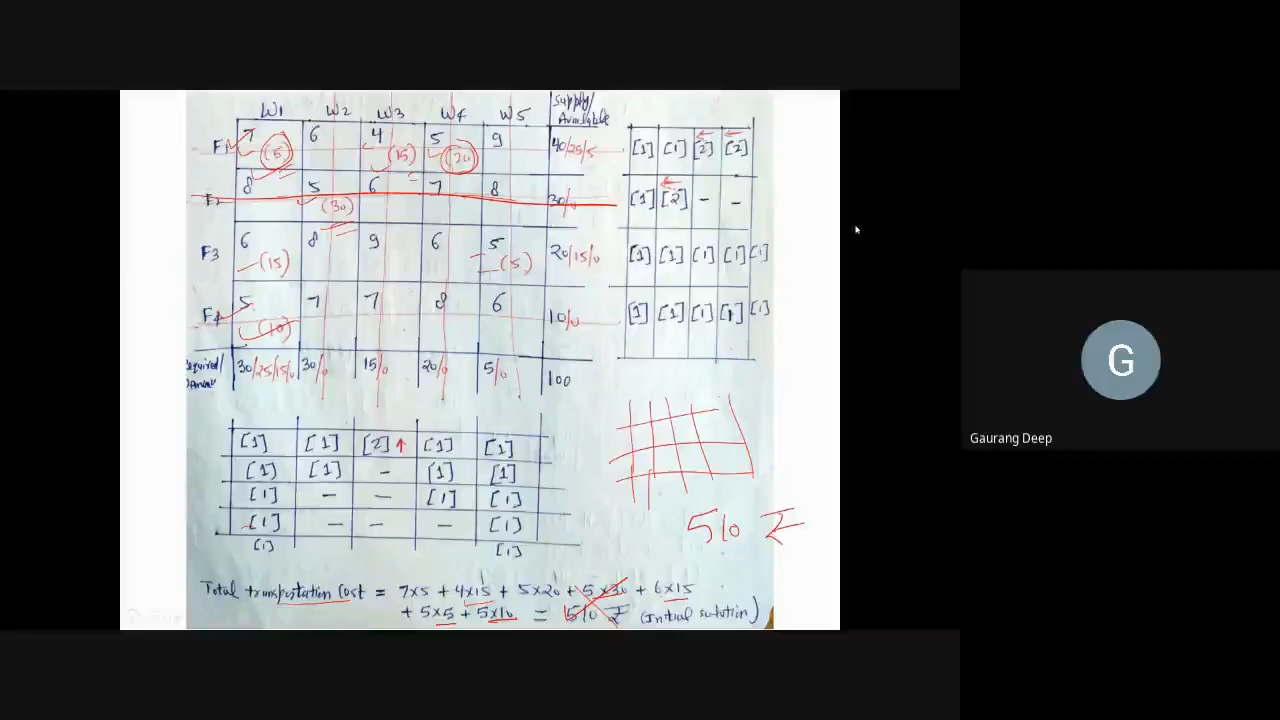 W1 W2 W3 W4 W5 Supply/
Available
F1 7 6 4 5 9 40/25/5 [1] [1] [2] [2]
(5) (15) (20)
F2 8 5 6 7 8 30/0 [1] [2] - -
(30)
F3 6 8 9 6 5 20/15/0 [1] [1] [1] [1] [1]
(15) (5)
F4 5 7 7 8 6 10/0 [1] [1] [1] [1] [1]
(10)
30/25/15/0 30/0 15/0 20/0 5/0 100
[1] [1] [2] [1] [1]
[1] [1] - [1] [1]
[1] - - [1] [1]
[1] - - - [1]
[1] [1]
510 ₹
Total transportation Cost = 7x5 + 4x15 + 5x20 + 5x30 + 6x15
+ 5x5 + 5x10 = 510 ₹ (Initial solution)
G
Gaurang Deep